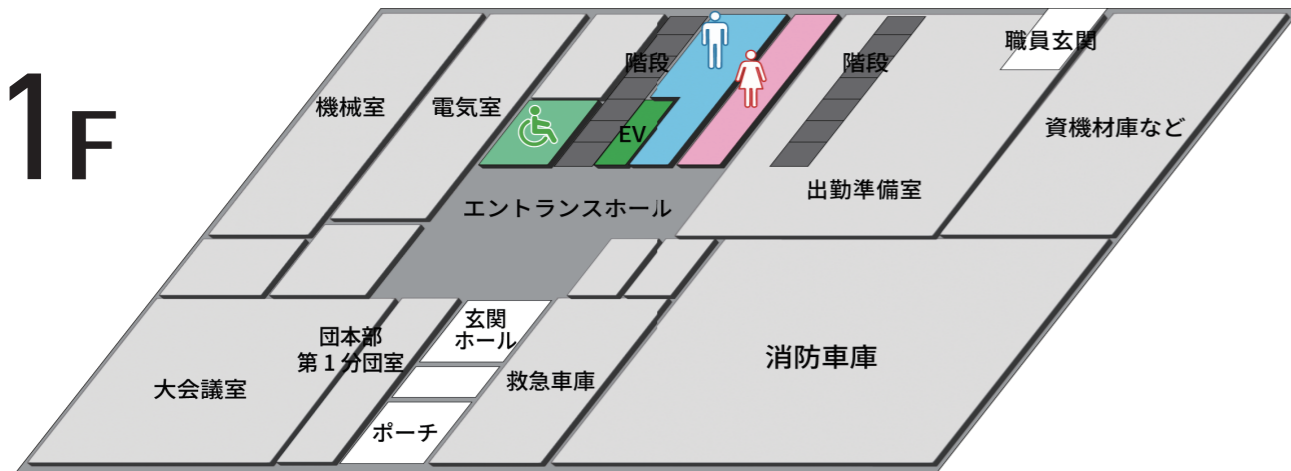 1F
機械室
電気室
階段
EV
階段
職員玄関
資機材庫など
出勤準備室
エントランスホール
団本部
第1分団室
玄関
ホール
大会議室
救急車庫
消防車庫
ポーチ